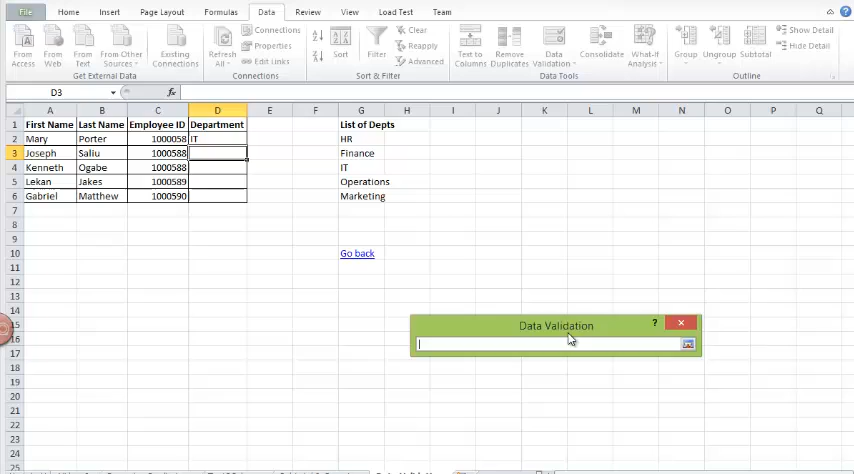 File Home Insert Page Layout Formulas Data Review View Load Test Team
From Access From Web From Text From Other Sources Existing Connections Refresh All Connections Properties Edit Links Sort Filter Clear Reapply Advanced Text to Columns Remove Duplicates Data Validation Consolidate What-If Analysis Group Ungroup Subtotal Show Detail Hide Detail
Get External Data Connections Sort & Filter Data Tools Outline
D3 fx
A B C D E F G H I J K L M N O P Q
1 First Name Last Name Employee ID Department List of Depts
2 Mary Porter 1000058 IT HR
3 Joseph Saliu 1000588 Finance
4 Kenneth Ogabe 1000588 IT
5 Lekan Jakes 1000589 Operations
6 Gabriel Matthew 1000590 Marketing
7
8
9
10 Go back
11
12
13
14
15 Data Validation ?
16
17
18
19
20
21
22
23
24
25